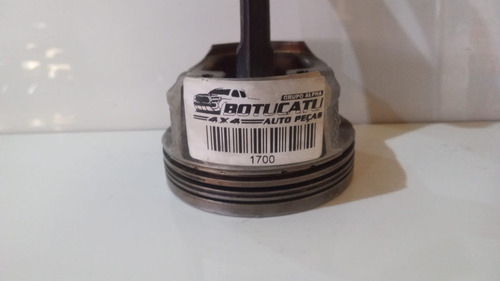 GRUPO ALPHA
BOTUCATU
4X4 AUTO PEÇAS
1700